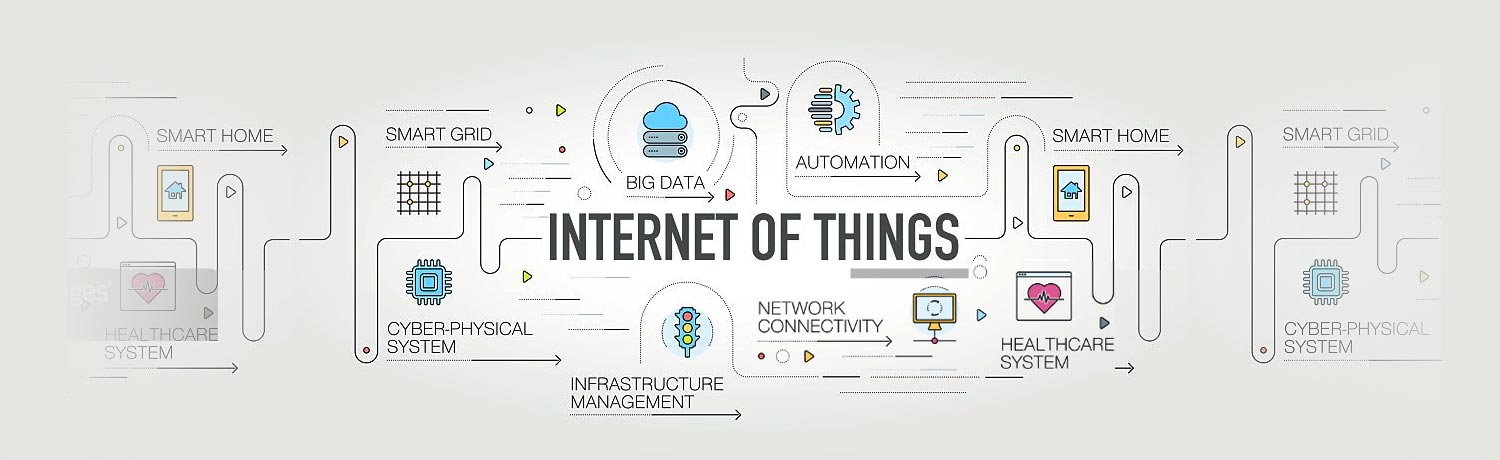 SMART HOME
SMART GRID
BIG DATA
AUTOMATION
SMART HOME
SMART GRID
INTERNET OF THINGS
HEALTHCARE
SYSTEM
CYBER-PHYSICAL
SYSTEM
INFRASTRUCTURE
MANAGEMENT
NETWORK
CONNECTIVITY
HEALTHCARE
SYSTEM
CYBER-PHYSICAL
SYSTEM